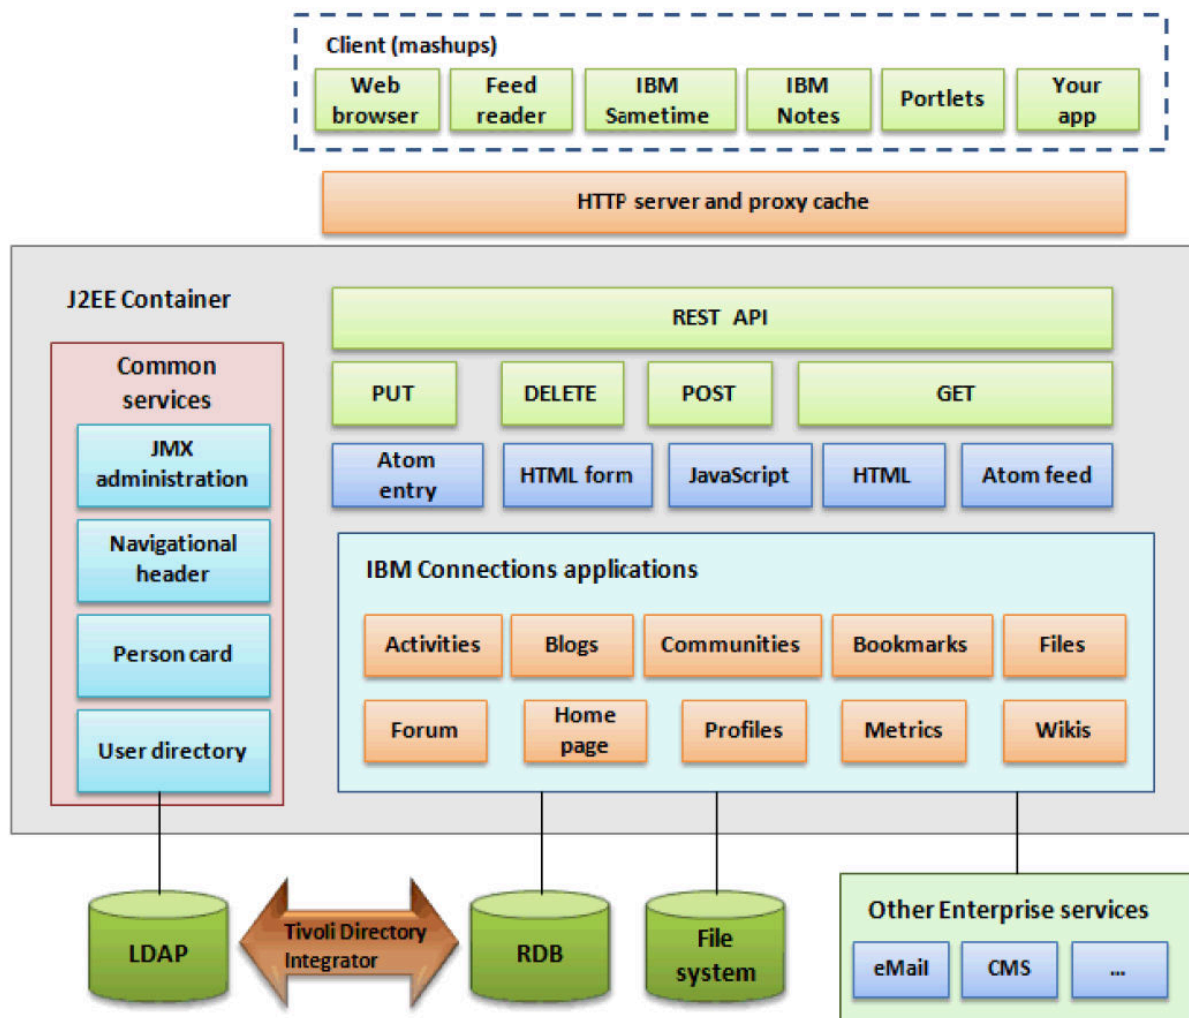 Client (mashups)
Web
browser
Feed
reader
IBM
Sametime
IBM
Notes
Portlets
Your
app
HTTP server and proxy cache
J2EE Container
REST API
Common
services
PUT
DELETE
POST
GET
JMX
administration
Atom
entry
HTML form
JavaScript
HTML
Atom feed
Navigational
header
IBM Connections applications
Person card
Activities
Blogs
Communities
Bookmarks
Files
User directory
Forum
Home
page
Profiles
Metrics
Wikis
LDAP
Tivoli Directory
Integrator
RDB
File
system
Other Enterprise services
eMail
CMS
...